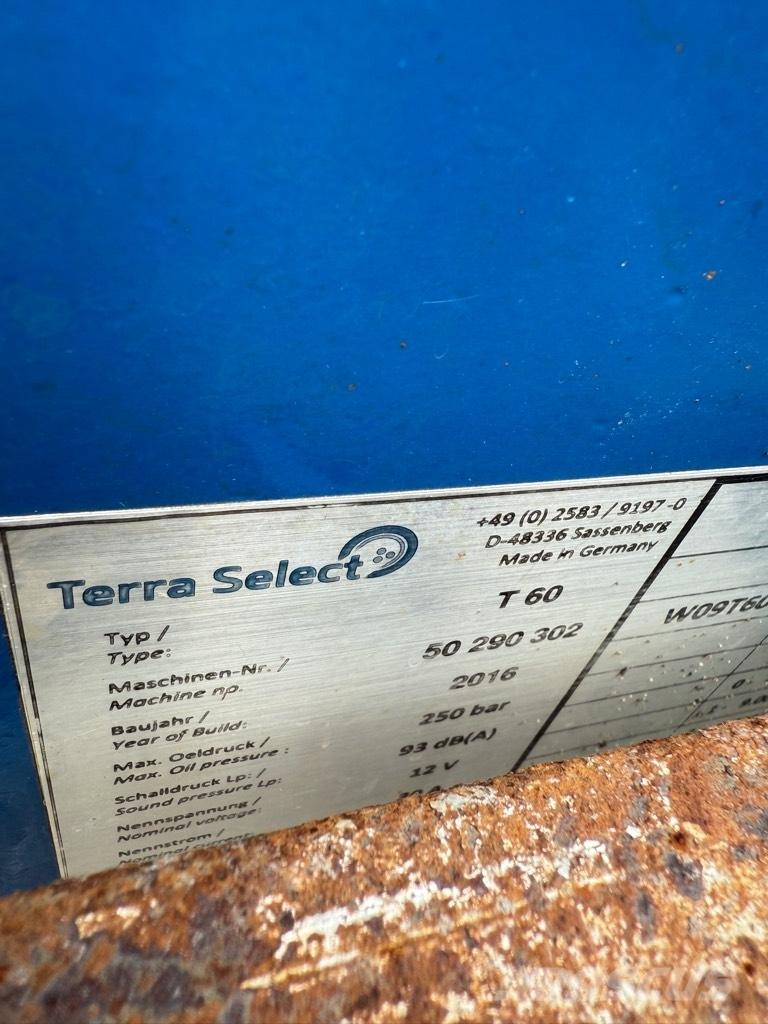 Terra Select
+49 (0) 2583 / 9197 -0
D-48336 Sassenberg
Made in Germany
Typ /
Type:
T 60
Maschinen-Nr. /
Machine np.
50 290 302
Baujahr /
Year of Build:
2016
Max. Oeldruck /
Max. Oil pressure :
250 bar
Schalldruck Lp: /
Sound pressure Lp:
93 dB(A)
Nennspannung /
Nominal voltage:
12 V
Nennstrom /
Nominal
W09T60